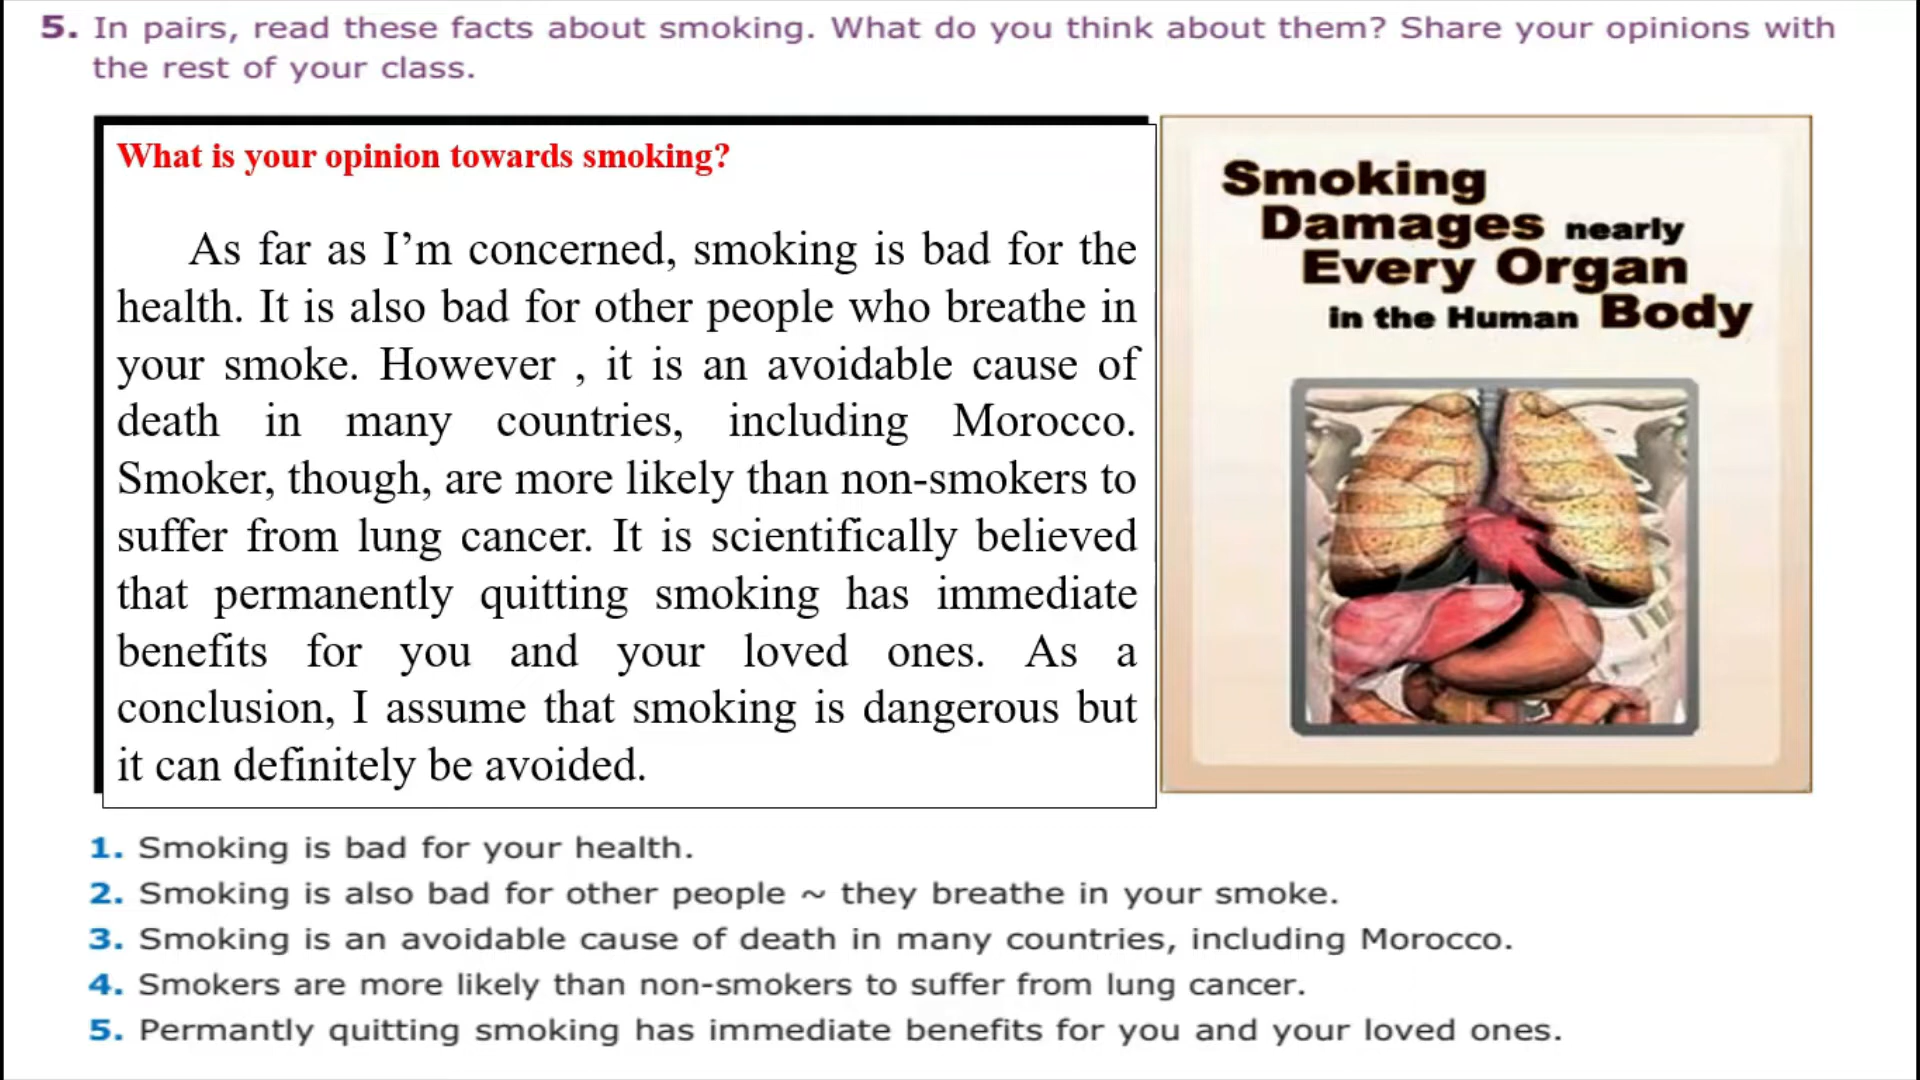 5. In pairs, read these facts about smoking. What do you think about them? Share your opinions with
the rest of your class.
What is your opinion towards smoking?
As far as I’m concerned, smoking is bad for the
health. It is also bad for other people who breathe in
your smoke. However , it is an avoidable cause of
death in many countries, including Morocco.
Smoker, though, are more likely than non-smokers to
suffer from lung cancer. It is scientifically believed
that permanently quitting smoking has immediate
benefits for you and your loved ones. As a
conclusion, I assume that smoking is dangerous but
it can definitely be avoided.
Smoking
Damages nearly
Every Organ
in the Human Body
1. Smoking is bad for your health.
2. Smoking is also bad for other people ~ they breathe in your smoke.
3. Smoking is an avoidable cause of death in many countries, including Morocco.
4. Smokers are more likely than non-smokers to suffer from lung cancer.
5. Permantly quitting smoking has immediate benefits for you and your loved ones.